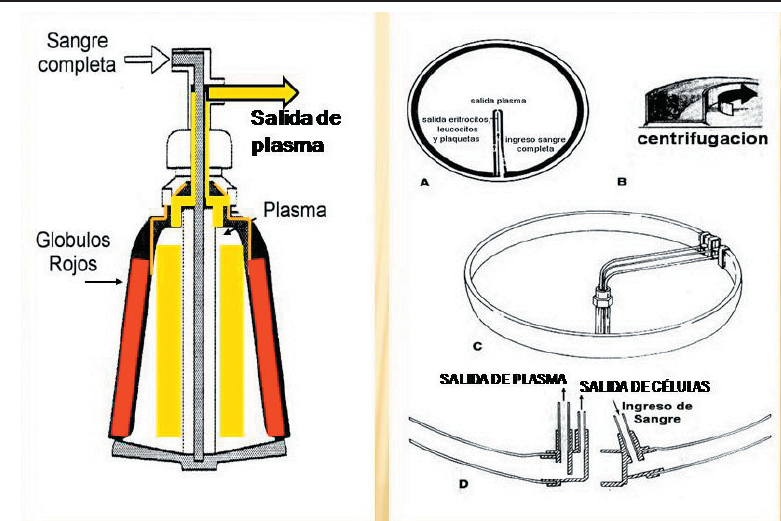 Sangre
completa
Salida de
plasma
Plasma
Globulos
Rojos
salida plasma
salida eritrocitos,
leucocitos
y plaquetas
ingreso sangre
completa
A
B
centrifugacion
C
SALIDA DE PLASMA
SALIDA DE CÉLULAS
Ingreso de
Sangre
D